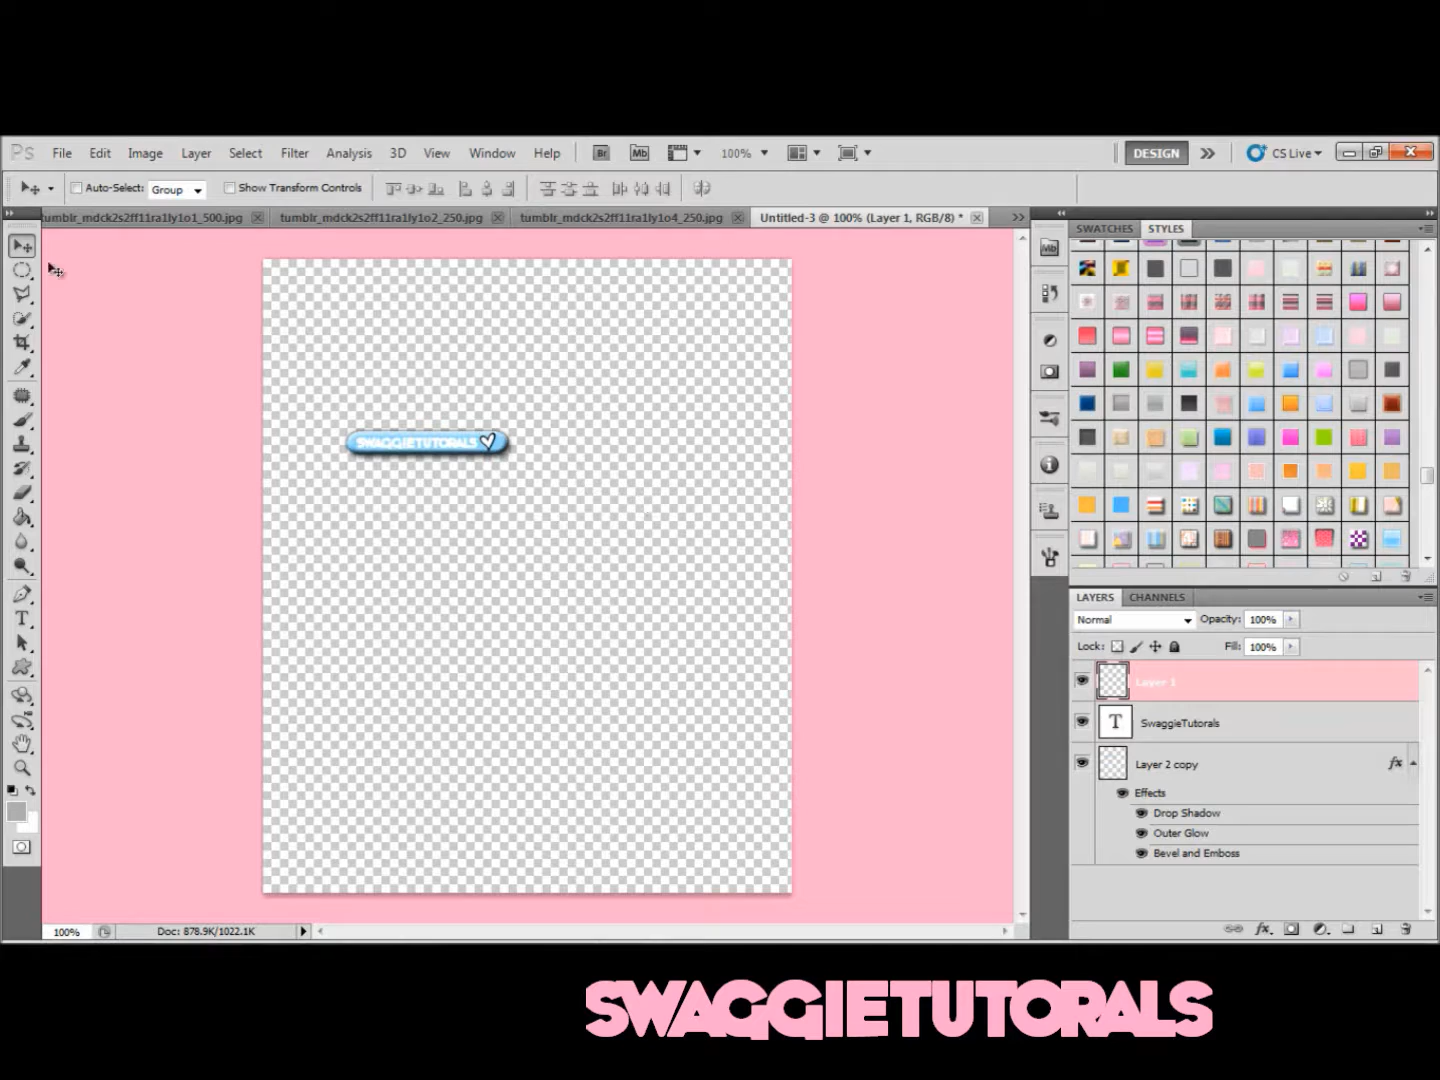 Ps File Edit Image Layer Select Filter Analysis 3D View Window Help Br Mb 100% DESIGN CS Live
Auto-Select: Group Show Transform Controls
tumblr_mdck2s2ff11ra1ly1o1_500.jpg tumblr_mdck2s2ff11ra1ly1o2_250.jpg tumblr_mdck2s2ff11ra1ly1o4_250.jpg Untitled-3 @ 100% (Layer 1, RGB/8) *
SWATCHES STYLES
Mb
SWAGGIETUTORALS
LAYERS CHANNELS
Normal Opacity: 100%
Lock: Fill: 100%
Layer 1
T SwaggieTutorals
Layer 2 copy fx
Effects
Drop Shadow
Outer Glow
Bevel and Emboss
100% Doc: 878.9K/1022.1K
fx
SWAGGIETUTORALS